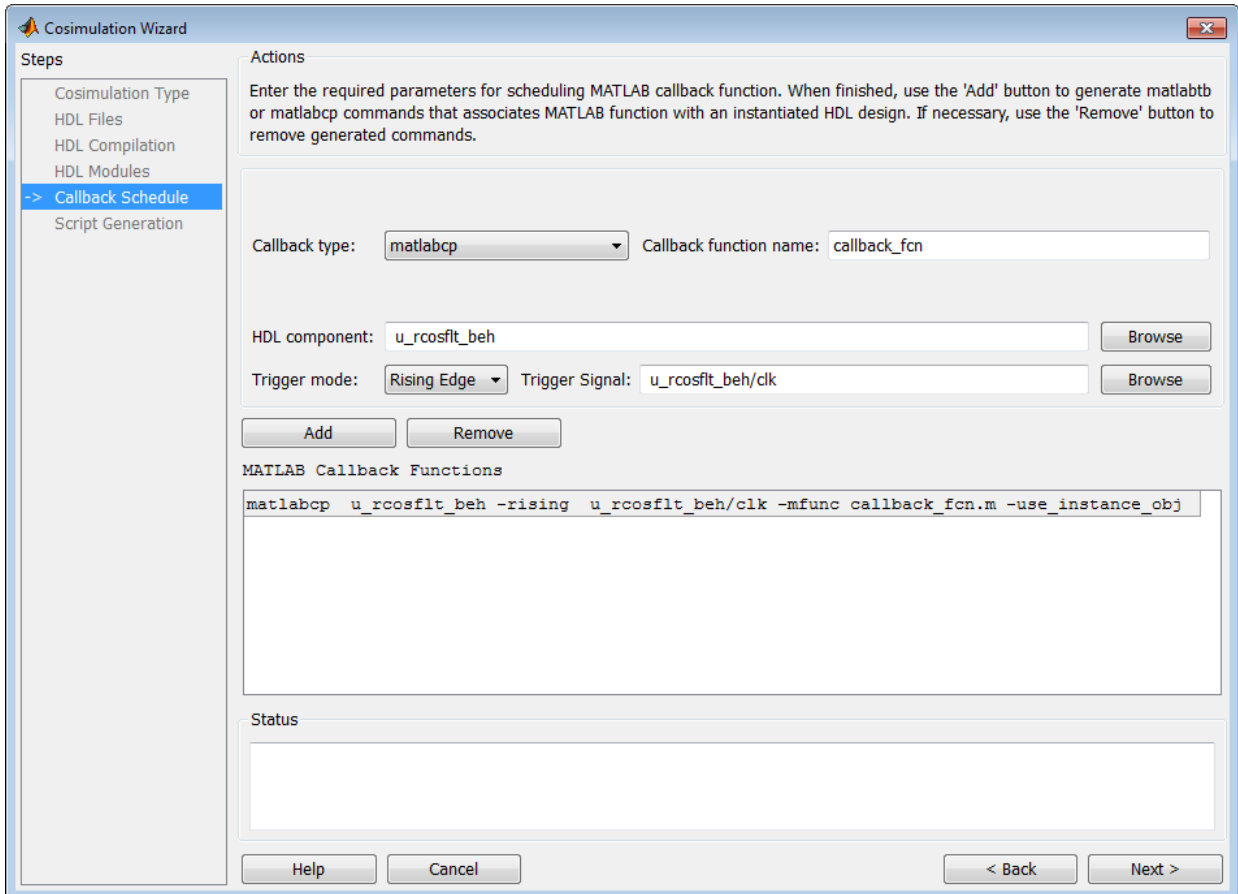 Cosimulation Wizard
Steps
Cosimulation Type
HDL Files
HDL Compilation
HDL Modules
-> Callback Schedule
Script Generation
Actions
Enter the required parameters for scheduling MATLAB callback function. When finished, use the 'Add' button to generate matlabtb
or matlabcp commands that associates MATLAB function with an instantiated HDL design. If necessary, use the 'Remove' button to
remove generated commands.
Callback type: matlabcp Callback function name: callback_fcn
HDL component: u_rcosflt_beh Browse
Trigger mode: Rising Edge Trigger Signal: u_rcosflt_beh/clk Browse
Add Remove
MATLAB Callback Functions
matlabcp  u_rcosflt_beh -rising  u_rcosflt_beh/clk -mfunc callback_fcn.m -use_instance_obj
Status
Help Cancel < Back Next >